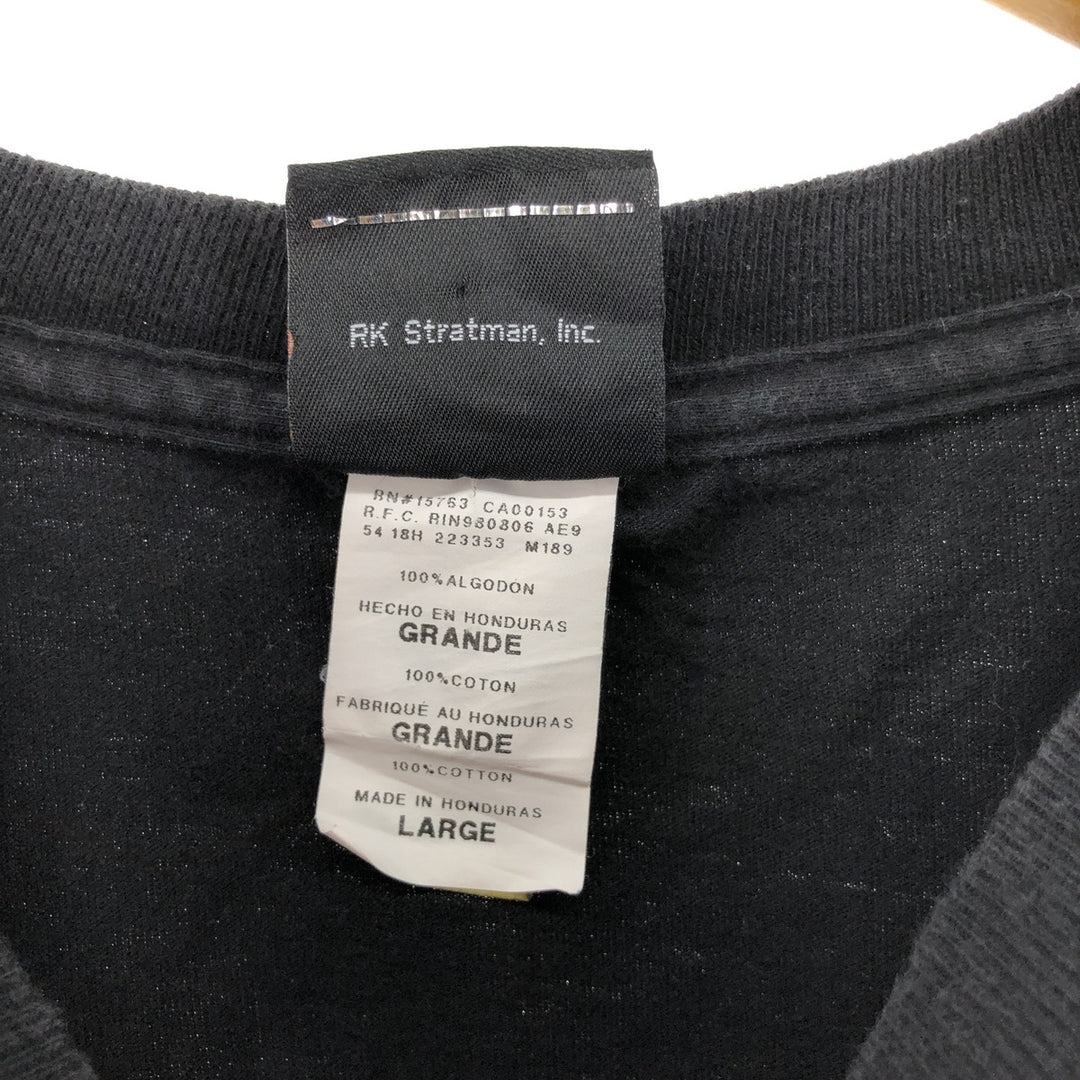 RK Stratman, Inc.
RN#15763 CA00153
R.F.C. RIN980806 AE9
54 18H 223353 M189
100%ALGODON
HECHO EN HONDURAS
GRANDE
100%COTON
FABRIQUÉ AU HONDURAS
GRANDE
100%COTTON
MADE IN HONDURAS
LARGE